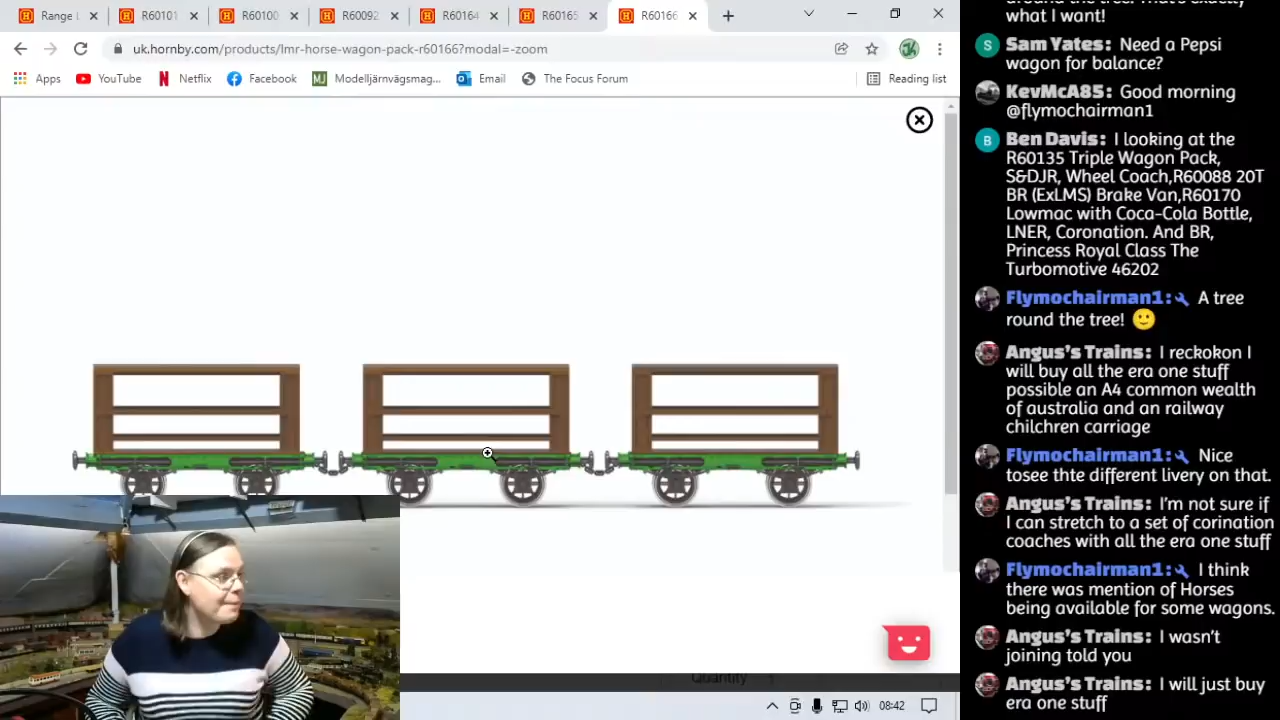 Range L
R60101
R60100
R60092
R60164
R60165
R60166
uk.hornby.com/products/lmr-horse-wagon-pack-r60166?modal=-zoom
Apps
YouTube
Netflix
Facebook
MJ
Modelljärnvägsmag...
Email
The Focus Forum
Reading list
Quantity
08:42
what I want!
S
Sam Yates: Need a Pepsi
wagon for balance?
KevMcA85: Good morning
@flymochairman1
B
Ben Davis: I looking at the
R60135 Triple Wagon Pack,
S&DJR, Wheel Coach,R60088 20T
BR (ExLMS) Brake Van,R60170
Lowmac with Coca-Cola Bottle,
LNER, Coronation. And BR,
Princess Royal Class The
Turbomotive 46202
Flymochairman1: A tree
round the tree!
Angus's Trains: I reckokon I
will buy all the era one stuff
possible an A4 common wealth
of australia and an railway
chilchren carriage
Flymochairman1: Nice
tosee thte different livery on that.
Angus's Trains: I'm not sure if
I can stretch to a set of corination
coaches with all the era one stuff
Flymochairman1: I think
there was mention of Horses
being available for some wagons.
Angus's Trains: I wasn't
joining told you
Angus's Trains: I will just buy
era one stuff